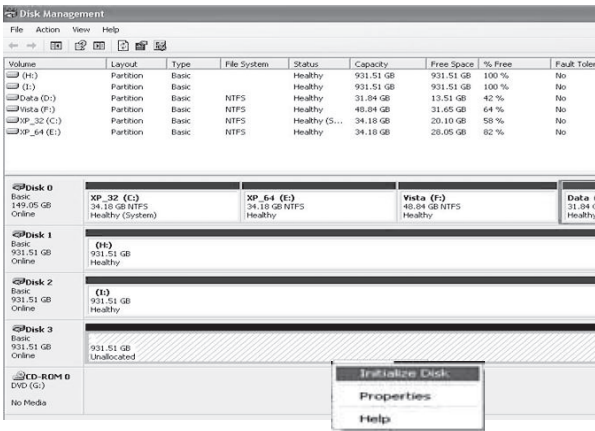 Disk Management
File Action View Help
Volume Layout Type File System Status Capacity Free Space % Free Fault Toler
(H:) Partition Basic Healthy 931.51 GB 931.51 GB 100 % No
(I:) Partition Basic Healthy 931.51 GB 931.51 GB 100 % No
Data (D:) Partition Basic NTFS Healthy 31.84 GB 13.51 GB 42 % No
Vista (F:) Partition Basic NTFS Healthy 48.84 GB 31.65 GB 64 % No
XP_32 (C:) Partition Basic NTFS Healthy (S... 34.18 GB 20.10 GB 58 % No
XP_64 (E:) Partition Basic NTFS Healthy 34.18 GB 28.05 GB 82 % No
Disk 0
Basic
149.05 GB
Online
XP_32 (C:)
34.18 GB NTFS
Healthy (System)
XP_64 (E:)
34.18 GB NTFS
Healthy
Vista (F:)
48.84 GB NTFS
Healthy
Data
31.84
Healthy
Disk 1
Basic
931.51 GB
Online
(H:)
931.51 GB
Healthy
Disk 2
Basic
931.51 GB
Online
(I:)
931.51 GB
Healthy
Disk 3
Basic
931.51 GB
Online
931.51 GB
Unallocated
Initialize Disk
Properties
Help
CD-ROM 0
DVD (G:)
No Media